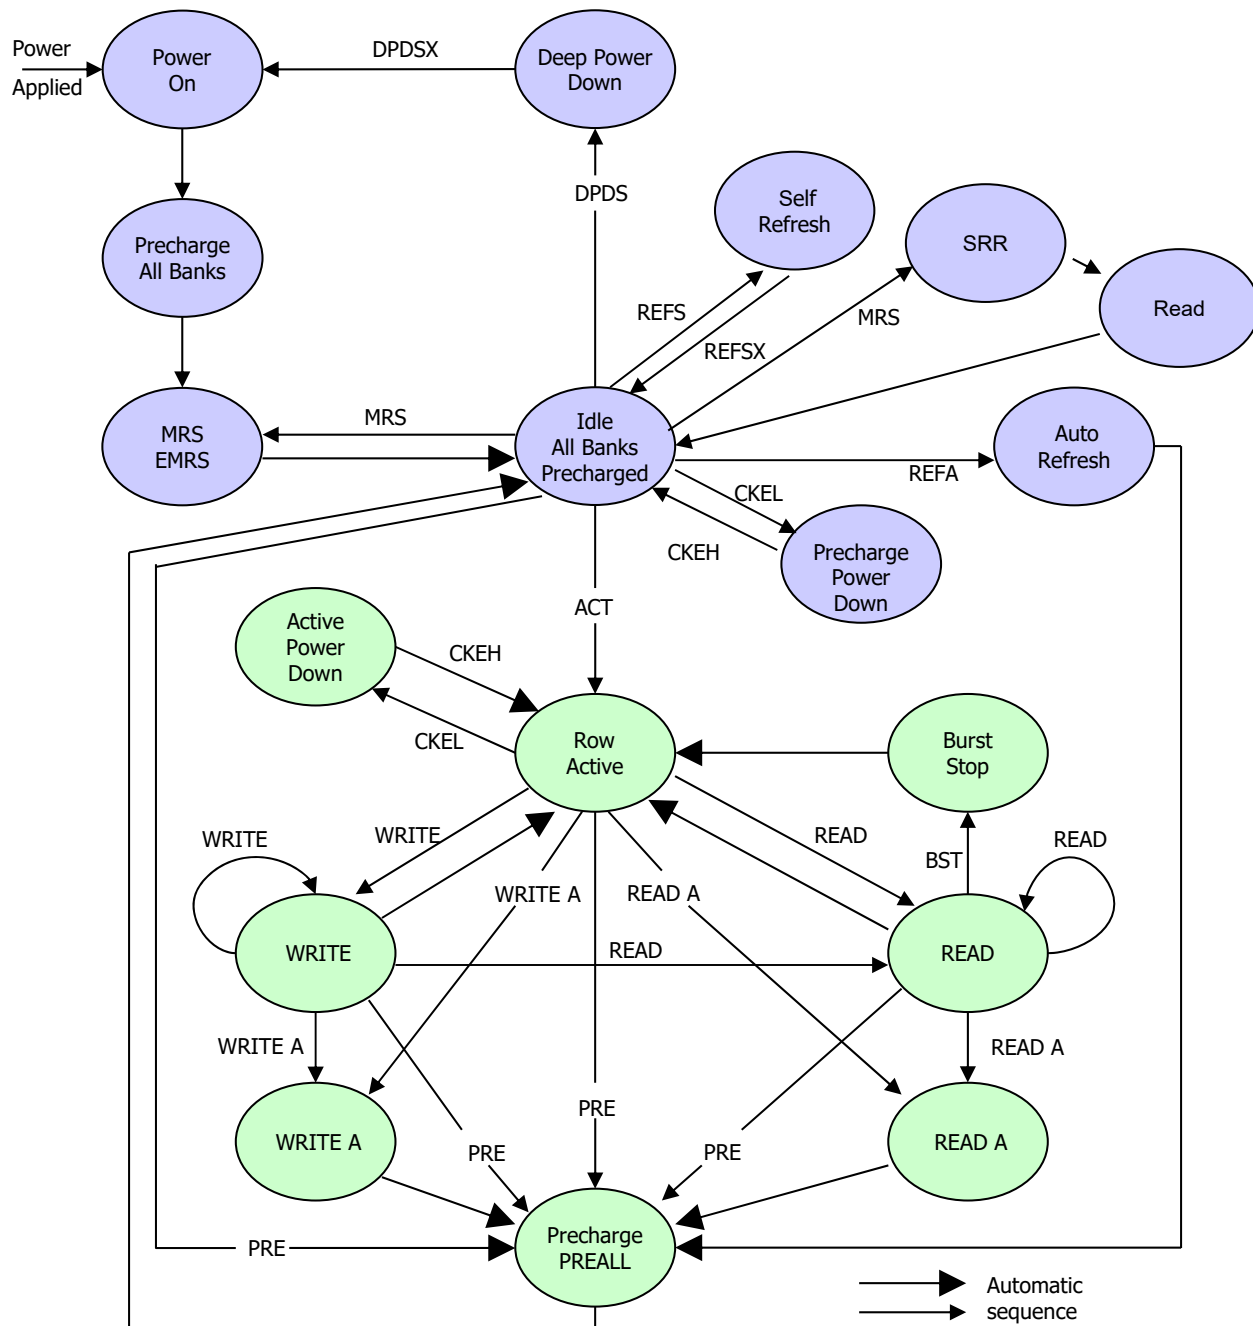 Power
Applied
Power
On
DPDSX
Deep Power
Down
DPDS
Self
Refresh
SRR
Read
Precharge
All Banks
REFS
REFSX
MRS
MRS
EMRS
MRS
Idle
All Banks
Precharged
Auto
Refresh
REFA
CKEL
CKEH
Precharge
Power
Down
ACT
Active
Power
Down
CKEH
CKEL
Row
Active
Burst
Stop
WRITE
WRITE
READ
BST
READ
WRITE A
READ A
WRITE
READ
READ
WRITE A
READ A
PRE
WRITE A
PRE
PRE
READ A
PRE
Precharge
PREALL
Automatic
sequence